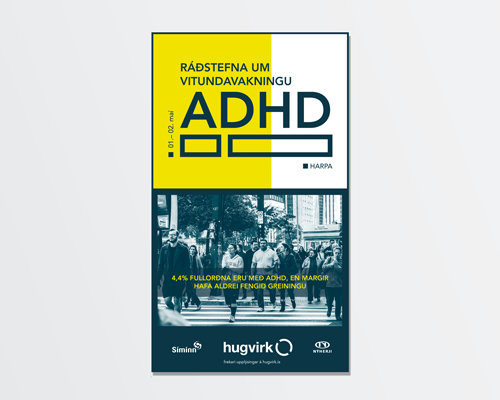 RÁÐSTEFNA UM
VITUNDAVAKNINGU
ADHD
01.– 02. maí
HARPA
4,4% FULLORÐNA ERU MEÐ ADHD, EN MARGIR
HAFA ALDREI FENGIÐ GREININGU
Síminn
hugvirk
NÝHERJI
frekari upplýsingar á hugvirk.is